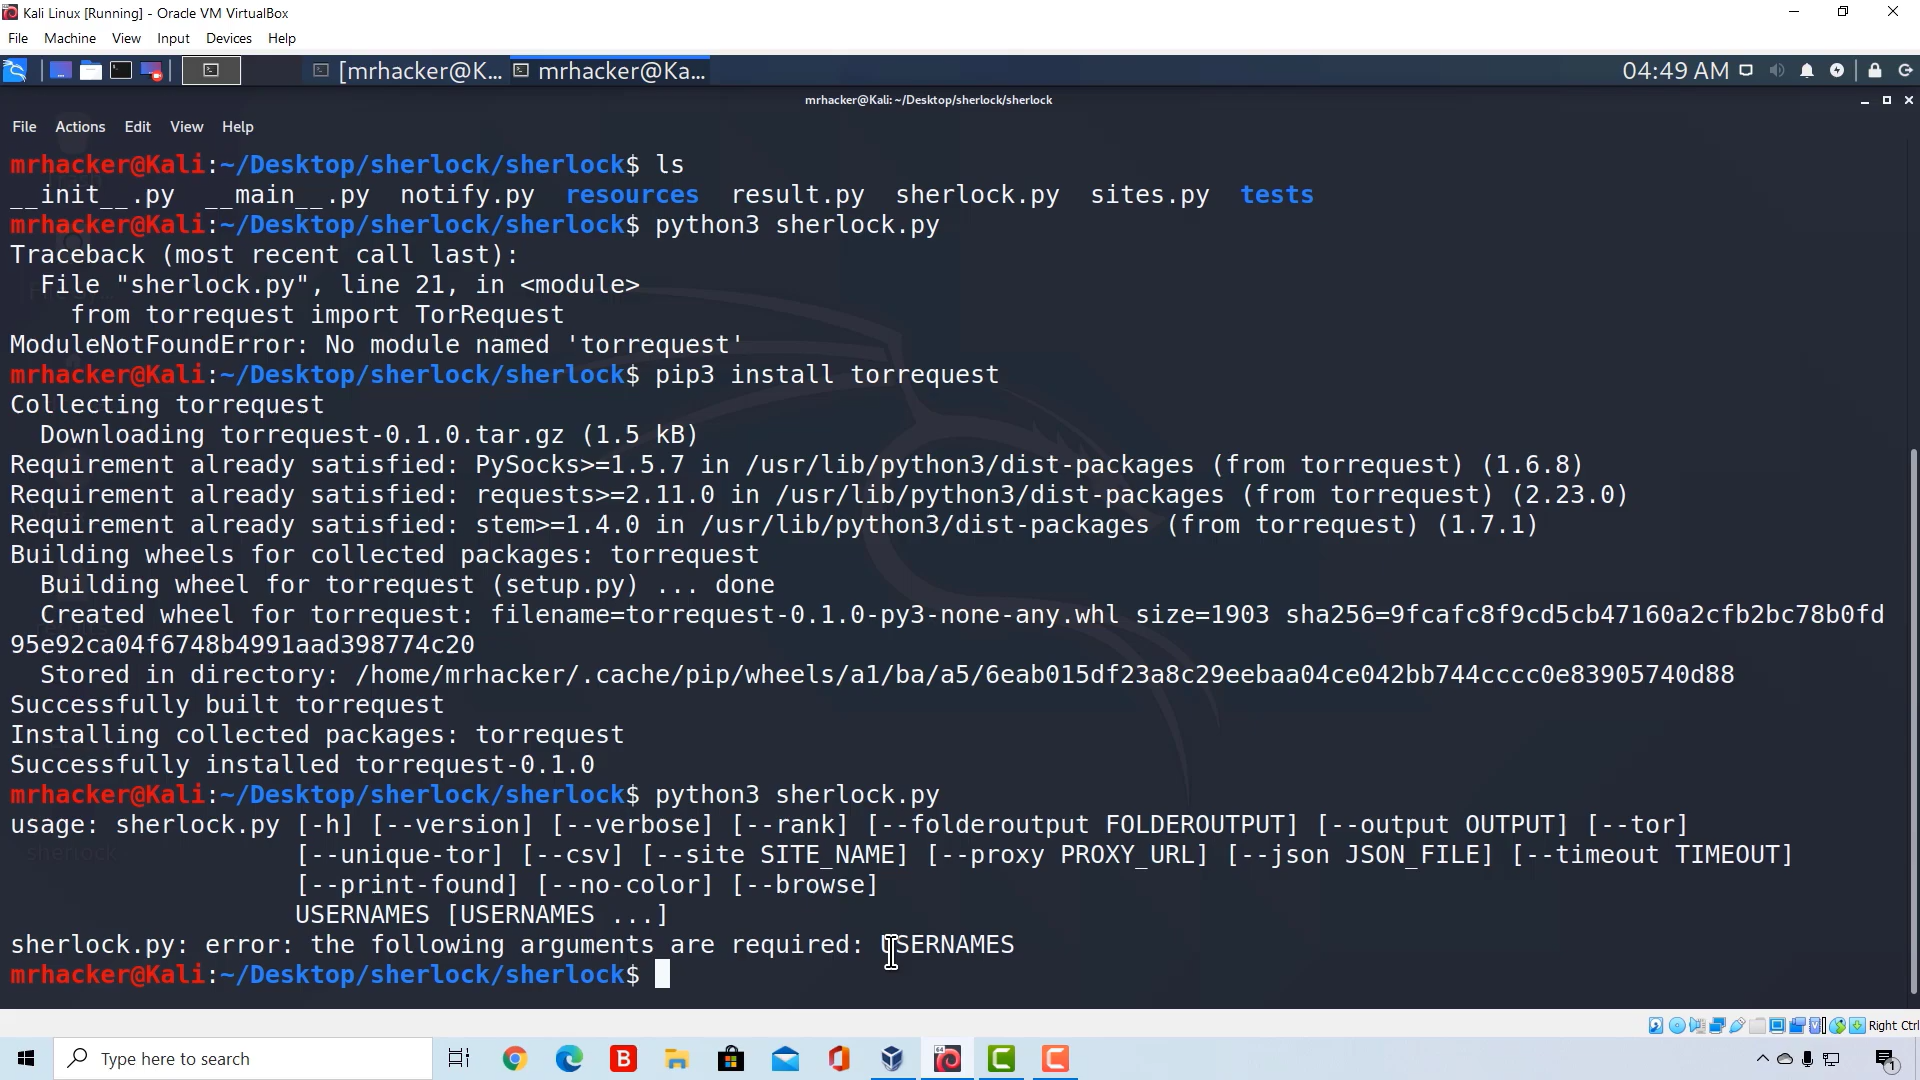 Kali Linux [Running] - Oracle VM VirtualBox
File Machine View Input Devices Help
[mrhacker@K... mrhacker@Ka... 04:49 AM
mrhacker@Kali: ~/Desktop/sherlock/sherlock
File Actions Edit View Help
mrhacker@Kali:~/Desktop/sherlock/sherlock$ ls
__init__.py __main__.py notify.py resources result.py sherlock.py sites.py tests
mrhacker@Kali:~/Desktop/sherlock/sherlock$ python3 sherlock.py
Traceback (most recent call last):
File "sherlock.py", line 21, in <module>
from torrequest import TorRequest
ModuleNotFoundError: No module named 'torrequest'
mrhacker@Kali:~/Desktop/sherlock/sherlock$ pip3 install torrequest
Collecting torrequest
Downloading torrequest-0.1.0.tar.gz (1.5 kB)
Requirement already satisfied: PySocks>=1.5.7 in /usr/lib/python3/dist-packages (from torrequest) (1.6.8)
Requirement already satisfied: requests>=2.11.0 in /usr/lib/python3/dist-packages (from torrequest) (2.23.0)
Requirement already satisfied: stem>=1.4.0 in /usr/lib/python3/dist-packages (from torrequest) (1.7.1)
Building wheels for collected packages: torrequest
Building wheel for torrequest (setup.py) ... done
Created wheel for torrequest: filename=torrequest-0.1.0-py3-none-any.whl size=1903 sha256=9fcafc8f9cd5cb47160a2cfb2bc78b0fd
95e92ca04f6748b4991aad398774c20
Stored in directory: /home/mrhacker/.cache/pip/wheels/a1/ba/a5/6eab015df23a8c29eebaa04ce042bb744cccc0e83905740d88
Successfully built torrequest
Installing collected packages: torrequest
Successfully installed torrequest-0.1.0
mrhacker@Kali:~/Desktop/sherlock/sherlock$ python3 sherlock.py
usage: sherlock.py [-h] [--version] [--verbose] [--rank] [--folderoutput FOLDEROUTPUT] [--output OUTPUT] [--tor]
[--unique-tor] [--csv] [--site SITE_NAME] [--proxy PROXY_URL] [--json JSON_FILE] [--timeout TIMEOUT]
[--print-found] [--no-color] [--browse]
USERNAMES [USERNAMES ...]
sherlock.py: error: the following arguments are required: USERNAMES
mrhacker@Kali:~/Desktop/sherlock/sherlock$
Right Ctrl
Type here to search